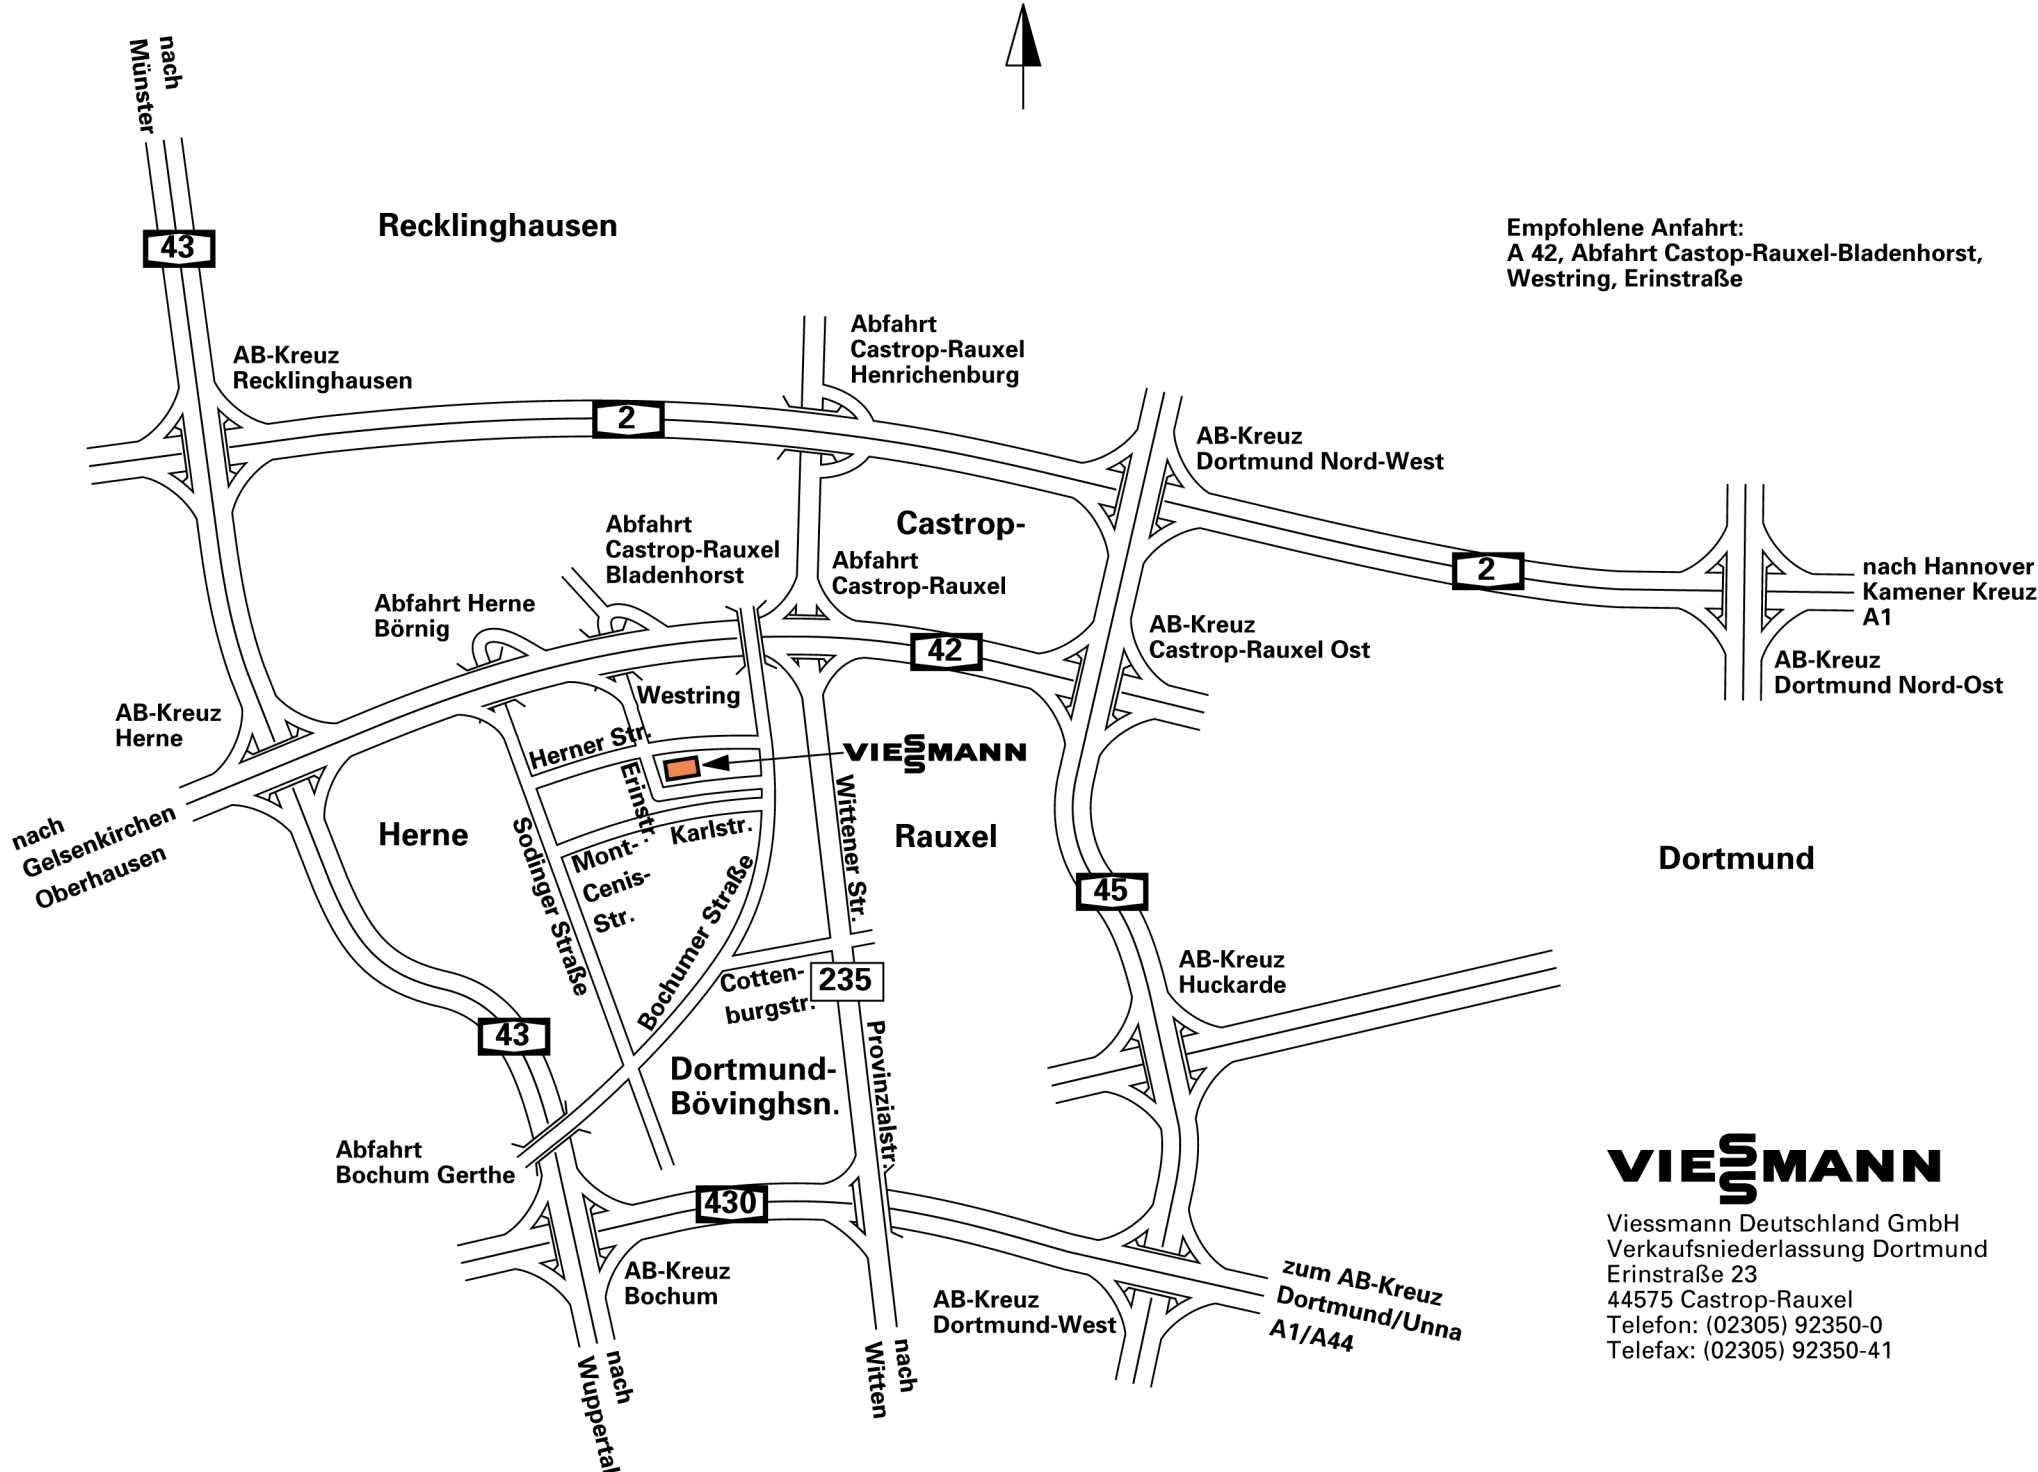 nach
Münster
43
Recklinghausen
Empfohlene Anfahrt:
A 42, Abfahrt Castop-Rauxel-Bladenhorst,
Westring, Erinstraße
AB-Kreuz
Recklinghausen
Abfahrt
Castrop-Rauxel
Henrichenburg
2
AB-Kreuz
Dortmund Nord-West
Castrop-
Abfahrt
Castrop-Rauxel
Bladenhorst
Abfahrt
Castrop-Rauxel
2
nach Hannover
Kamener Kreuz
A1
Abfahrt Herne
Börnig
42
AB-Kreuz
Castrop-Rauxel Ost
AB-Kreuz
Dortmund Nord-Ost
Westring
AB-Kreuz
Herne
Herner Str.
VIESSMANN
Erinstr.
Wittener Str.
nach
Gelsenkirchen
Oberhausen
Herne
Sodinger Straße
Karlstr.
Mont-
Cenis-
Str.
Rauxel
Dortmund
45
Bochumer Straße
AB-Kreuz
Huckarde
Cotten-
burgstr.
235
43
Provinzialstr.
Dortmund-
Bövinghsn.
Abfahrt
Bochum Gerthe
430
AB-Kreuz
Bochum
AB-Kreuz
Dortmund-West
zum AB-Kreuz
Dortmund/Unna
A1/A44
nach
Wuppertal
nach
Witten
VIESSMANN
Viessmann Deutschland GmbH
Verkaufsniederlassung Dortmund
Erinstraße 23
44575 Castrop-Rauxel
Telefon: (02305) 92350-0
Telefax: (02305) 92350-41